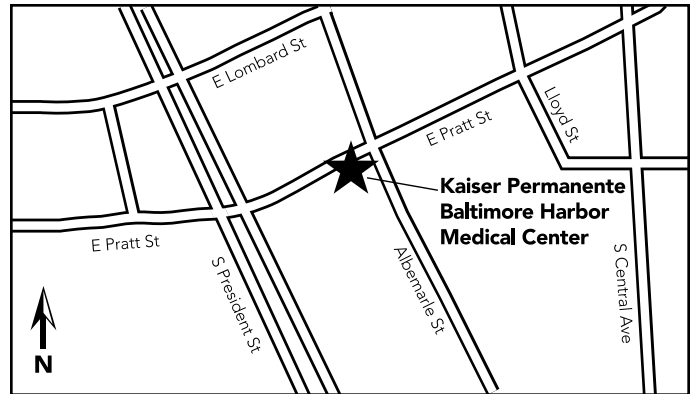 E Lombard St
Lloyd St
E Pratt St
Kaiser Permanente
Baltimore Harbor
Medical Center
E Pratt St
S President St
Albemarle St
S Central Ave
N